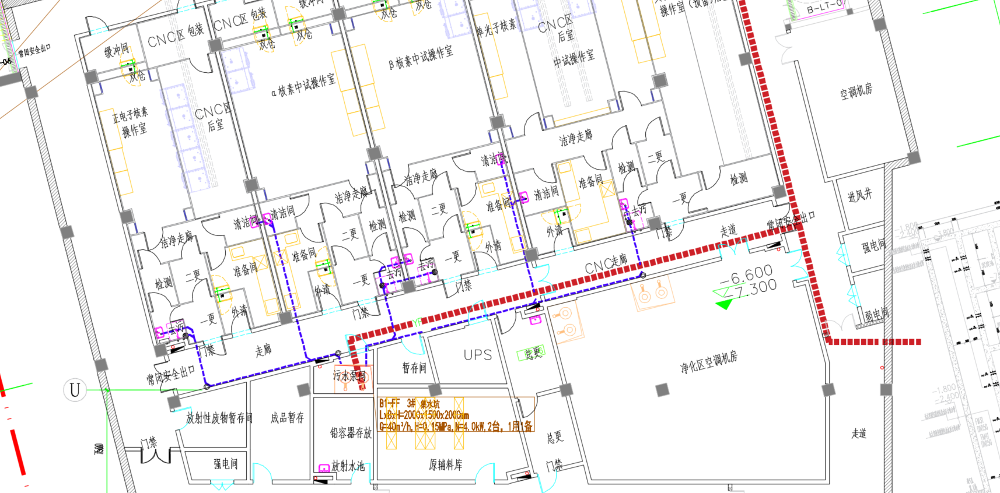 缓冲间
B-LT-0
操作室（预留）
CNC区 包装
CNC区 包装
双仓
双仓
单光子核素
CNC区
后室
常闭安全出口
-06
缓冲间
双仓
双仓
双仓
β核素中试操作室
中试操作室
α核素中试操作室
空调机房
正电子核素
操作室
CNC区
后室
洁净走廊
清洁间
检测
二更
检测
洁净走廊
准备间
清洁间
一更
进风井
洁净走廊
二更
准备间
去污
清洁间
清洁间
检测
检测
二更
外清
门禁
走道
常闭安全出口
洁净走廊
准备间
一更
外清
强电间
二更
准备间
去污
去污
CNC走廊
检测
外清
一更
门禁
-6.600
-7.300
一更
外清
门禁
弱电间
去污
门禁
走廊
YF
UPS
总更
暂存间
净化区空调机房
常闭安全出口
污水泵间
U
B1-FF 3# 集水坑
LxBxH=2000x1500x2000mm
Q=40m³/h,H=0.15MPa,N=4.0kW,2台，1用1备
放射性废物暂存间
成品暂存
铅容器存放
总更
走道
门禁
7500
强电间
放射水池
原辅料库
门禁
-1.800
-2.400